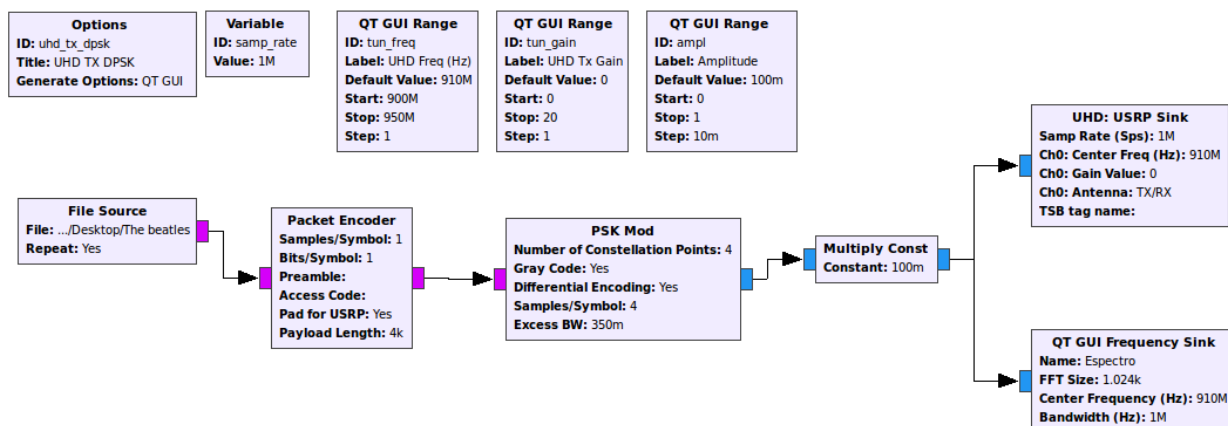 Options
ID: uhd_tx_dpsk
Title: UHD TX DPSK
Generate Options: QT GUI
Variable
ID: samp_rate
Value: 1M
QT GUI Range
ID: tun_freq
Label: UHD Freq (Hz)
Default Value: 910M
Start: 900M
Stop: 950M
Step: 1
QT GUI Range
ID: tun_gain
Label: UHD Tx Gain
Default Value: 0
Start: 0
Stop: 20
Step: 1
QT GUI Range
ID: ampl
Label: Amplitude
Default Value: 100m
Start: 0
Stop: 1
Step: 10m
File Source
File: .../Desktop/The beatles
Repeat: Yes
Packet Encoder
Samples/Symbol: 1
Bits/Symbol: 1
Preamble:
Access Code:
Pad for USRP: Yes
Payload Length: 4k
PSK Mod
Number of Constellation Points: 4
Gray Code: Yes
Differential Encoding: Yes
Samples/Symbol: 4
Excess BW: 350m
Multiply Const
Constant: 100m
UHD: USRP Sink
Samp Rate (Sps): 1M
Ch0: Center Freq (Hz): 910M
Ch0: Gain Value: 0
Ch0: Antenna: TX/RX
TSB tag name:
QT GUI Frequency Sink
Name: Espectro
FFT Size: 1.024k
Center Frequency (Hz): 910M
Bandwidth (Hz): 1M